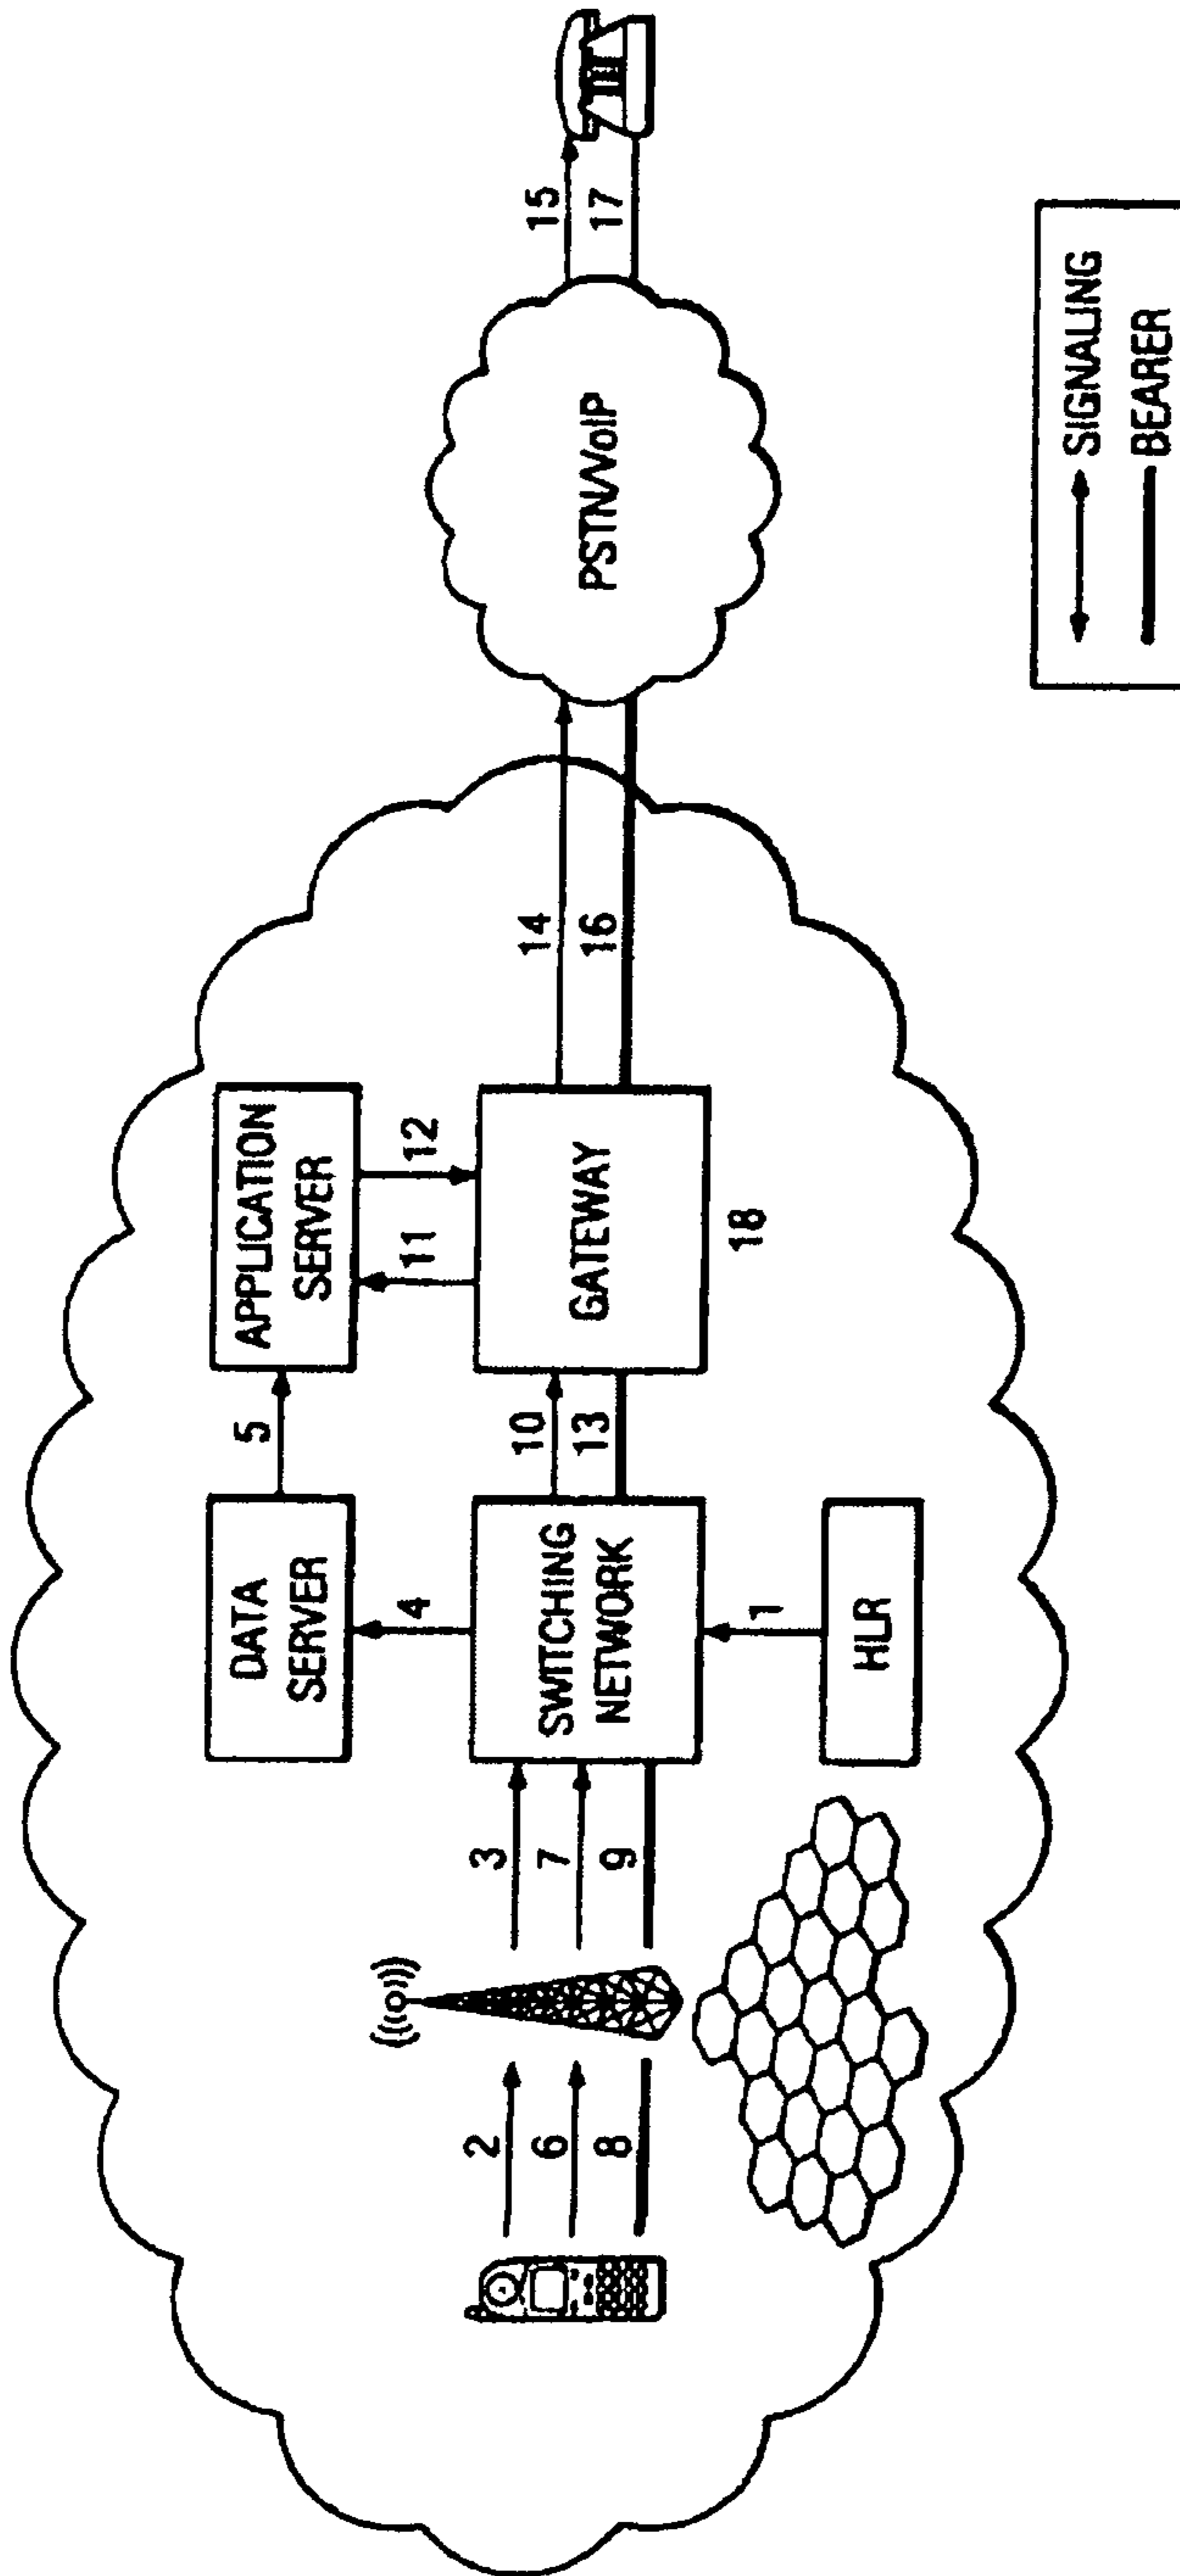 DATA
SERVER
5
APPLICATION
SERVER
4
11
12
2
3
6
7
8
9
SWITCHING
NETWORK
10
13
GATEWAY
18
14
16
PSTN/VoIP
15
17
1
HLR
SIGNALING
BEARER